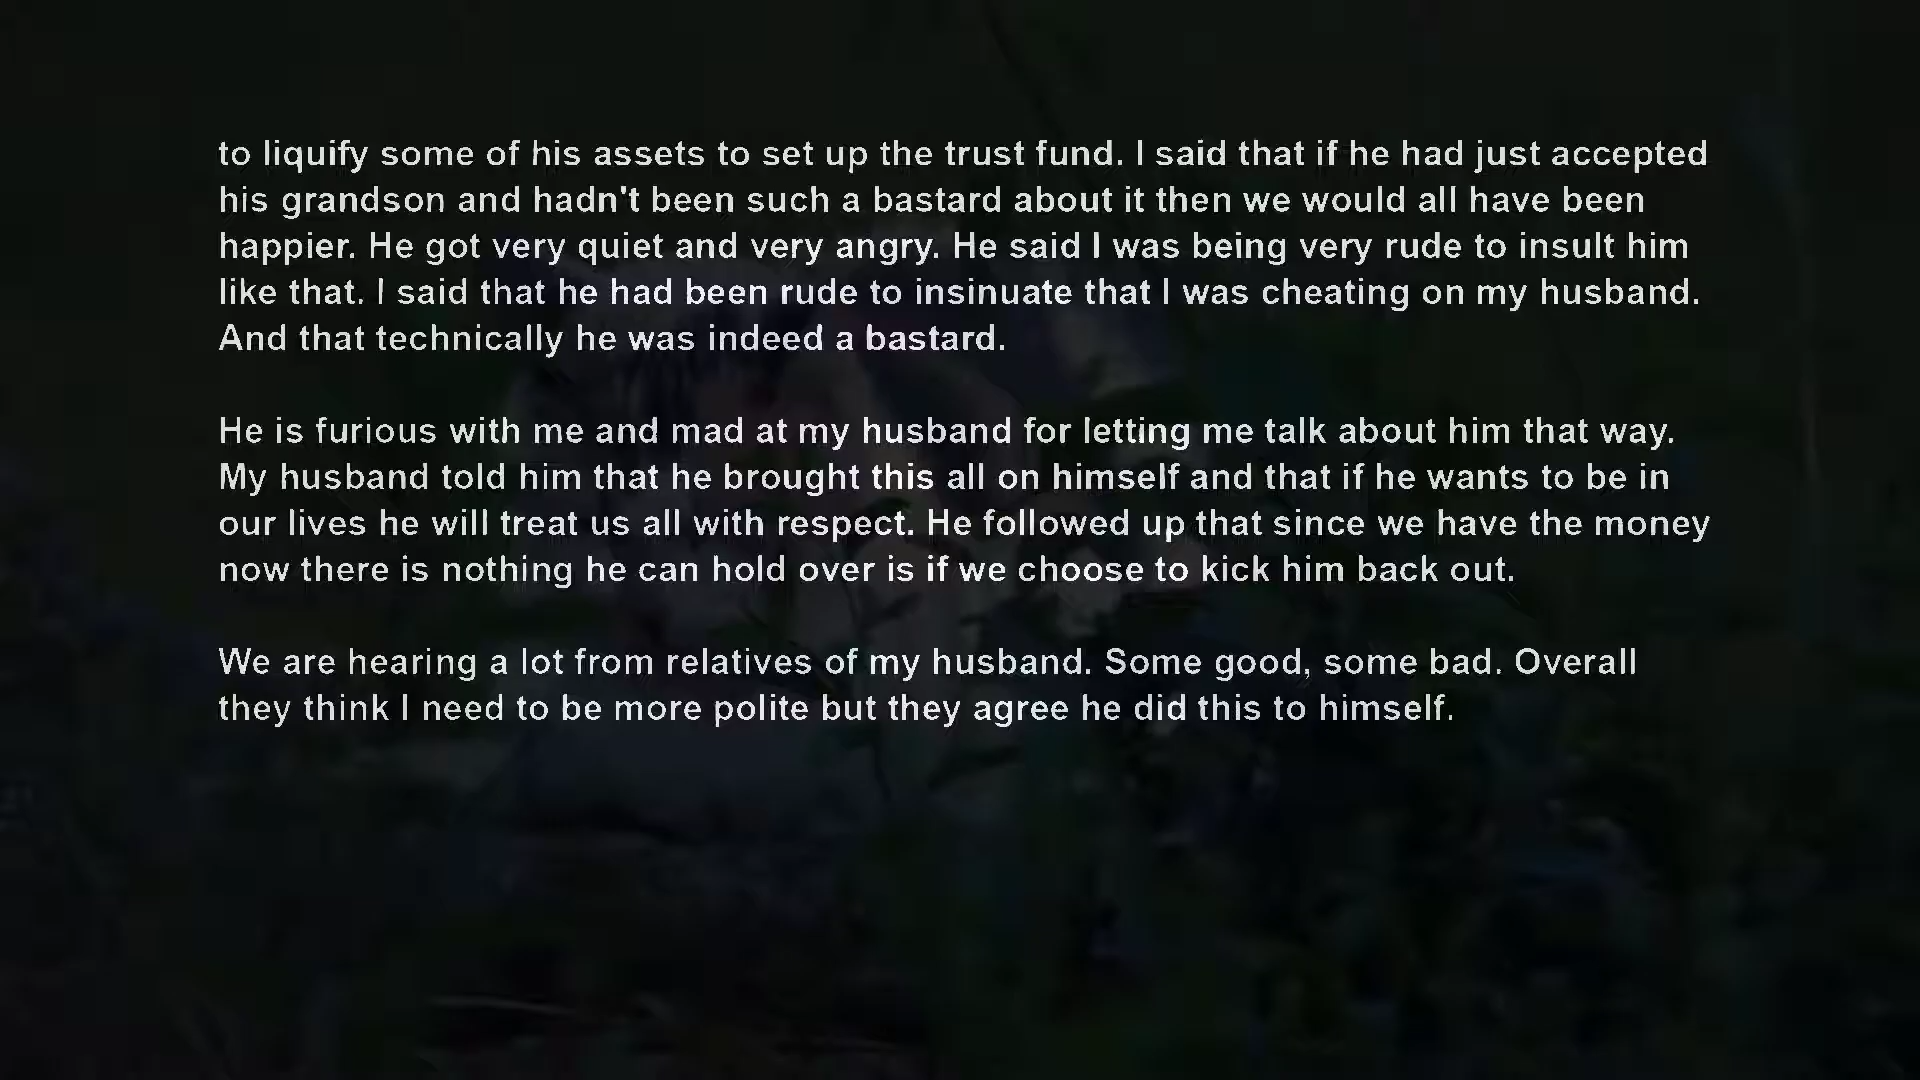 to liquify some of his assets to set up the trust fund. I said that if he had just accepted
his grandson and hadn't been such a bastard about it then we would all have been
happier. He got very quiet and very angry. He said I was being very rude to insult him
like that. I said that he had been rude to insinuate that I was cheating on my husband.
And that technically he was indeed a bastard.
He is furious with me and mad at my husband for letting me talk about him that way.
My husband told him that he brought this all on himself and that if he wants to be in
our lives he will treat us all with respect. He followed up that since we have the money
now there is nothing he can hold over is if we choose to kick him back out.
We are hearing a lot from relatives of my husband. Some good, some bad. Overall
they think I need to be more polite but they agree he did this to himself.